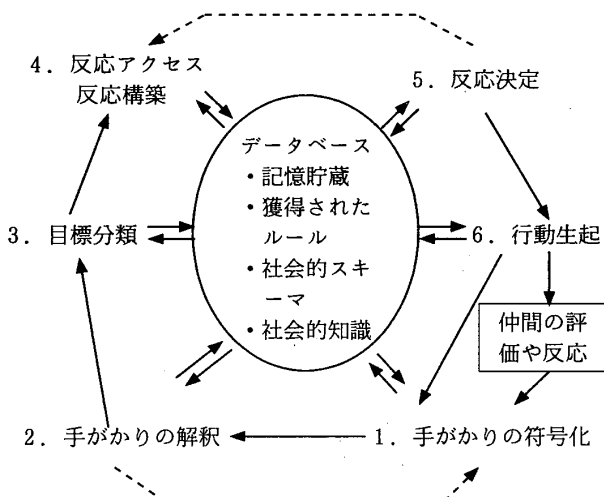 4．反応アクセス
反応構築
5．反応決定
データベース
・記憶貯蔵
・獲得された
ルール
・社会的スキ
ーマ
・社会的知識
3．目標分類
6．行動生起
仲間の評
価や反応
2．手がかりの解釈
1．手がかりの符号化